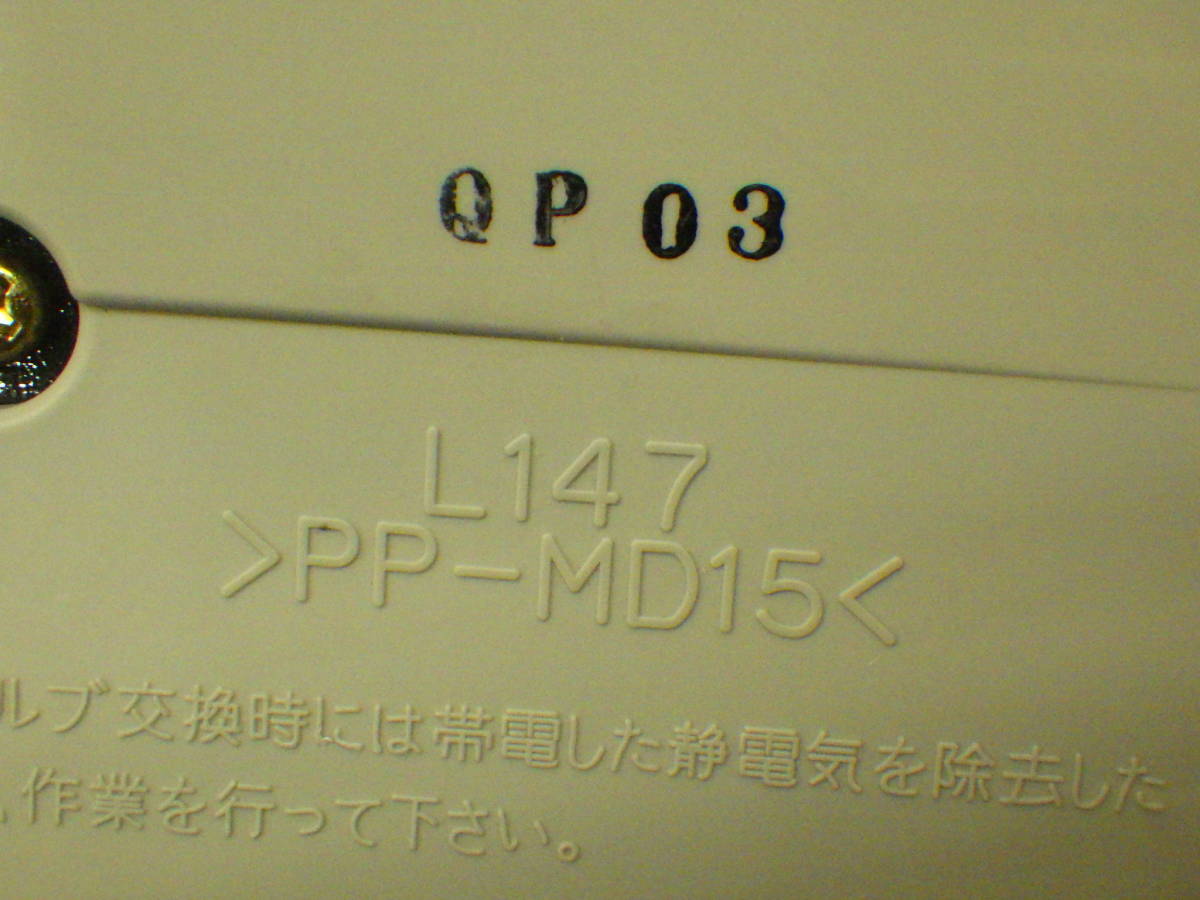 QP03
L147
>PP-MD15<
ルブ交換時には帯電した静電気を除去した
、作業を行って下さい。